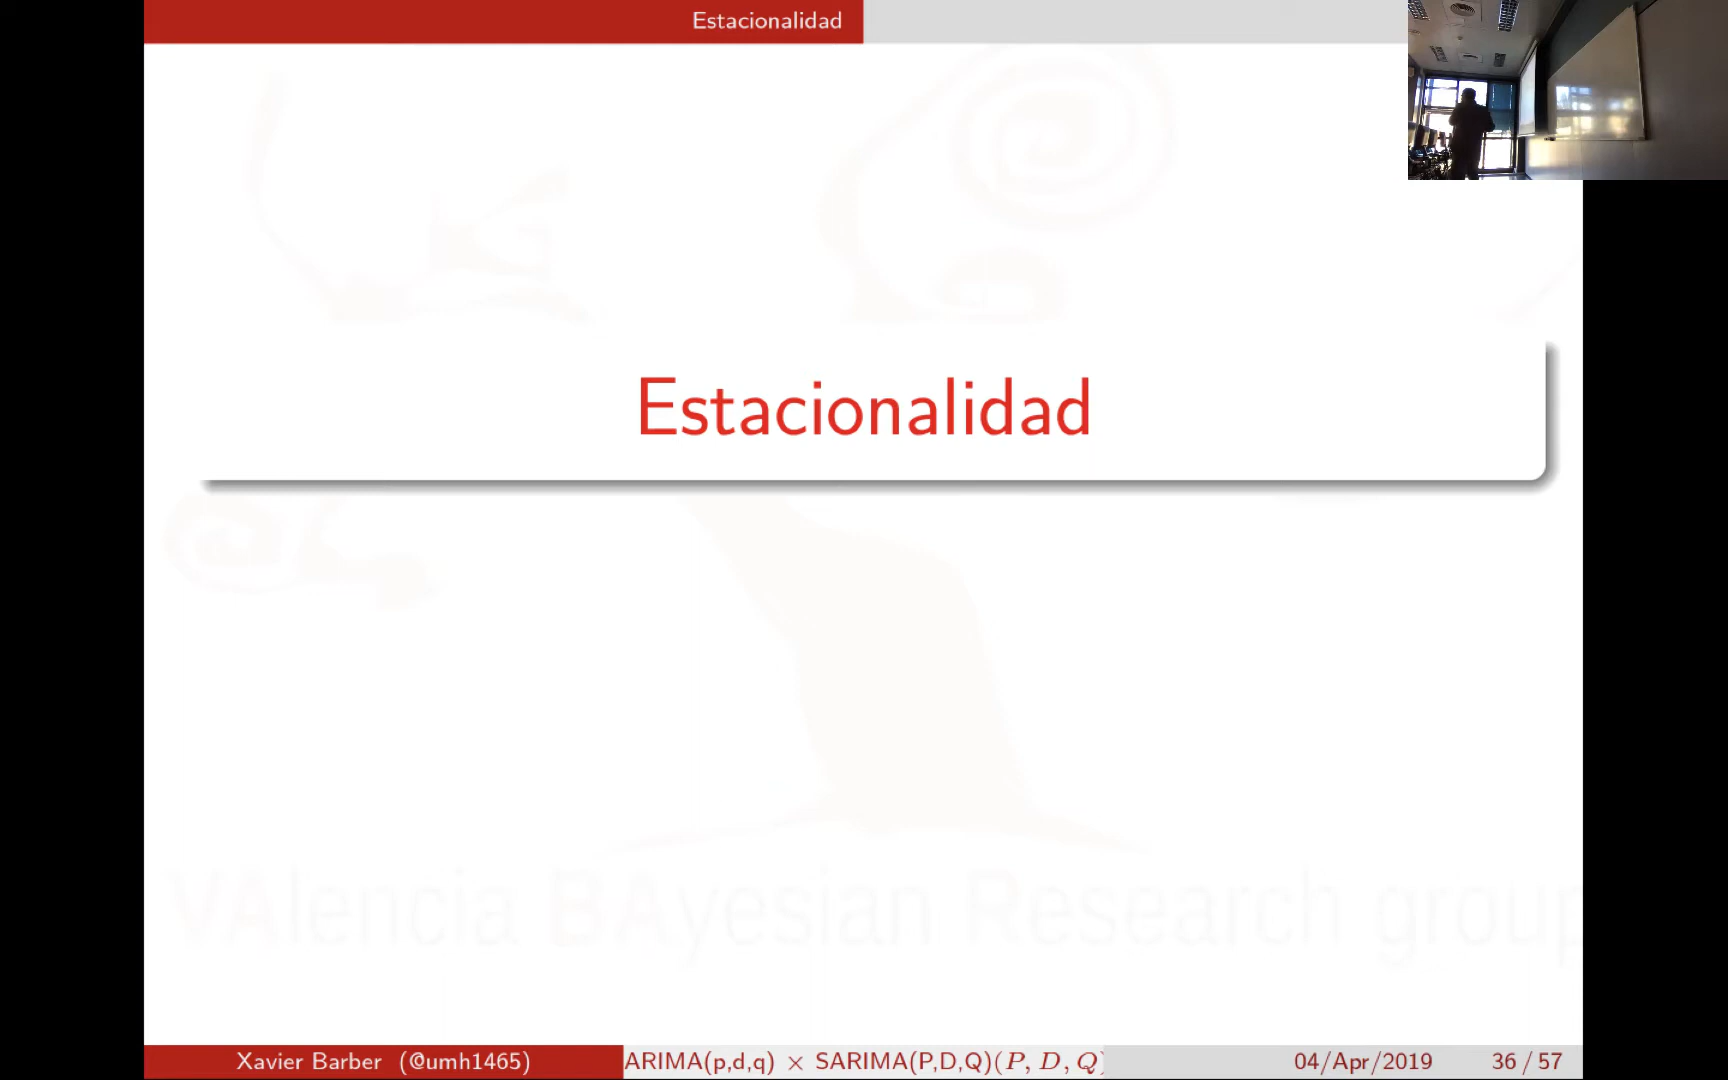 Estacionalidad
Estacionalidad
VAlencia BAyesian Research group
Xavier Barber (@umh1465)
ARIMA(p,d,q) × SARIMA(P,D,Q)(P, D, Q)
04/Apr/2019
36 / 57